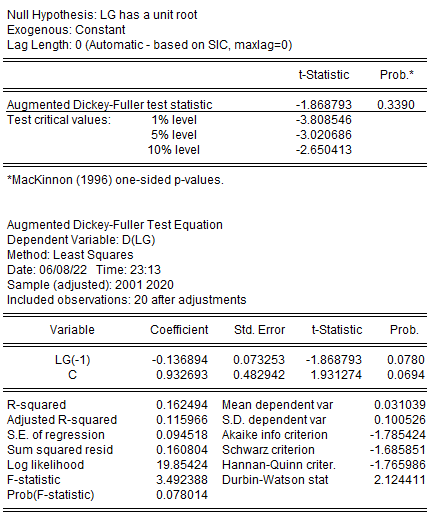 Null Hypothesis: LG has a unit root
Exogenous: Constant
Lag Length: 0 (Automatic - based on SIC, maxlag=0)
t-Statistic Prob.*
Augmented Dickey-Fuller test statistic -1.868793 0.3390
Test critical values: 1% level -3.808546
5% level -3.020686
10% level -2.650413
*MacKinnon (1996) one-sided p-values.
Augmented Dickey-Fuller Test Equation
Dependent Variable: D(LG)
Method: Least Squares
Date: 06/08/22 Time: 23:13
Sample (adjusted): 2001 2020
Included observations: 20 after adjustments
Variable Coefficient Std. Error t-Statistic Prob.
LG(-1) -0.136894 0.073253 -1.868793 0.0780
C 0.932693 0.482942 1.931274 0.0694
R-squared 0.162494 Mean dependent var 0.031039
Adjusted R-squared 0.115966 S.D. dependent var 0.100526
S.E. of regression 0.094518 Akaike info criterion -1.785424
Sum squared resid 0.160804 Schwarz criterion -1.685851
Log likelihood 19.85424 Hannan-Quinn criter. -1.765986
F-statistic 3.492388 Durbin-Watson stat 2.124411
Prob(F-statistic) 0.078014